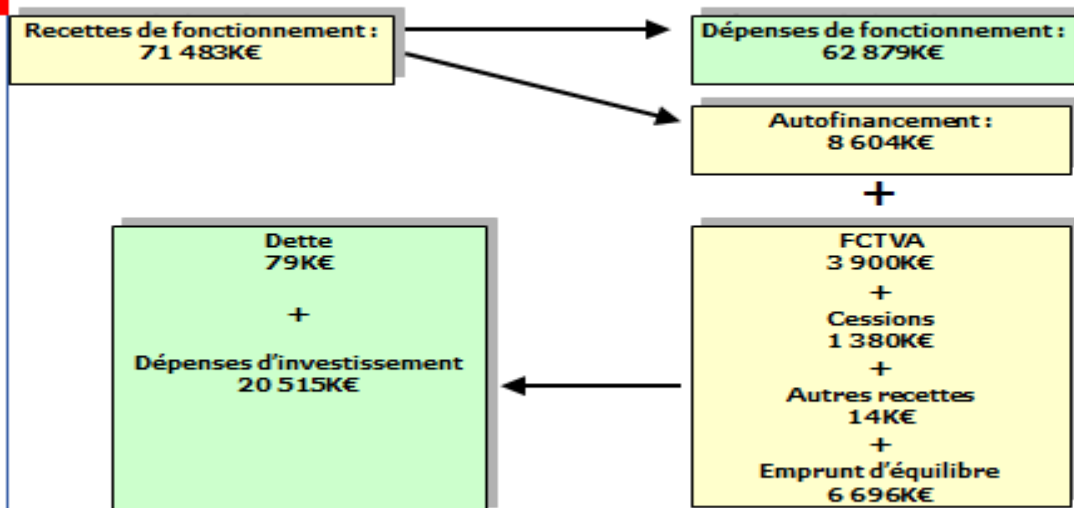 Recettes de fonctionnement :
71 483K€
Dépenses de fonctionnement :
62 879K€
Autofinancement :
8 604K€
+
Dette
79K€
+
Dépenses d'investissement
20 515K€
FCTVA
3 900K€
+
Cessions
1 380K€
+
Autres recettes
14K€
+
Emprunt d'équilibre
6 696K€